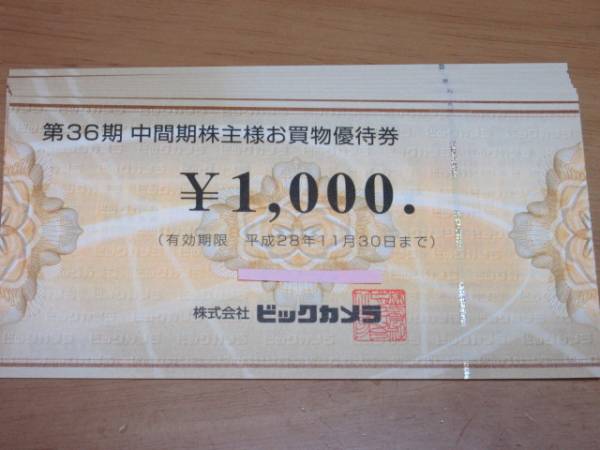 第36期 中間期株主様お買物優待券
¥1,000.
(有効期限 平成28年11月30日まで)
株式会社 ビックカメラ